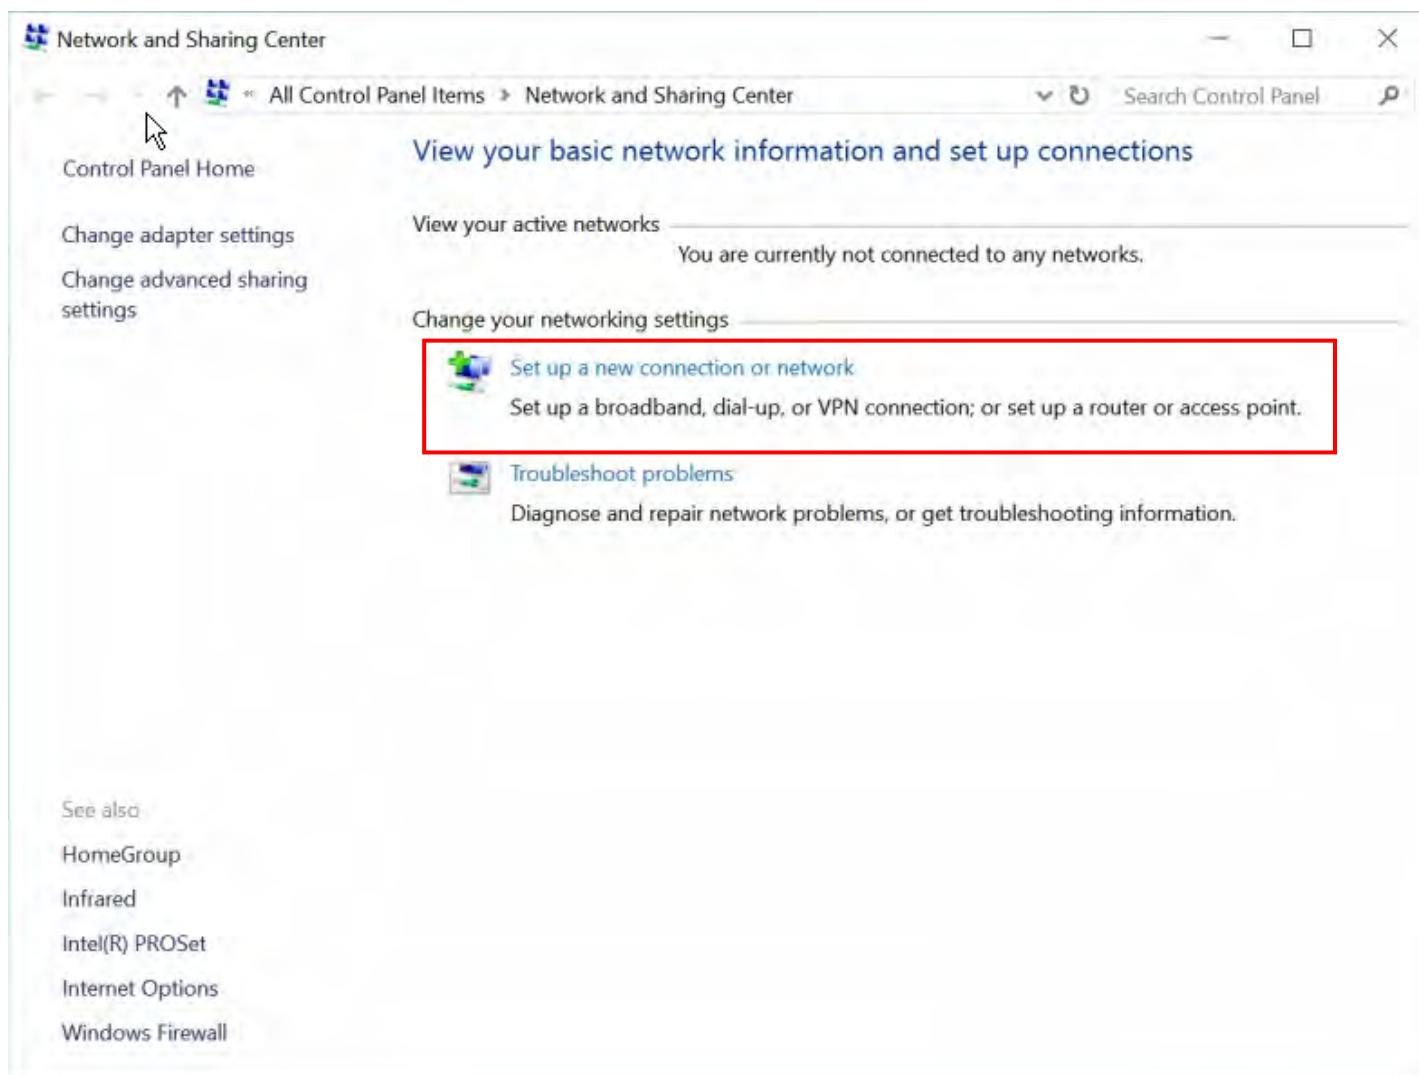 Network and Sharing Center
« All Control Panel Items > Network and Sharing Center
Search Control Panel
Control Panel Home
Change adapter settings
Change advanced sharing
settings
View your basic network information and set up connections
View your active networks
You are currently not connected to any networks.
Change your networking settings
Set up a new connection or network
Set up a broadband, dial-up, or VPN connection; or set up a router or access point.
Troubleshoot problems
Diagnose and repair network problems, or get troubleshooting information.
See also
HomeGroup
Infrared
Intel(R) PROSet
Internet Options
Windows Firewall